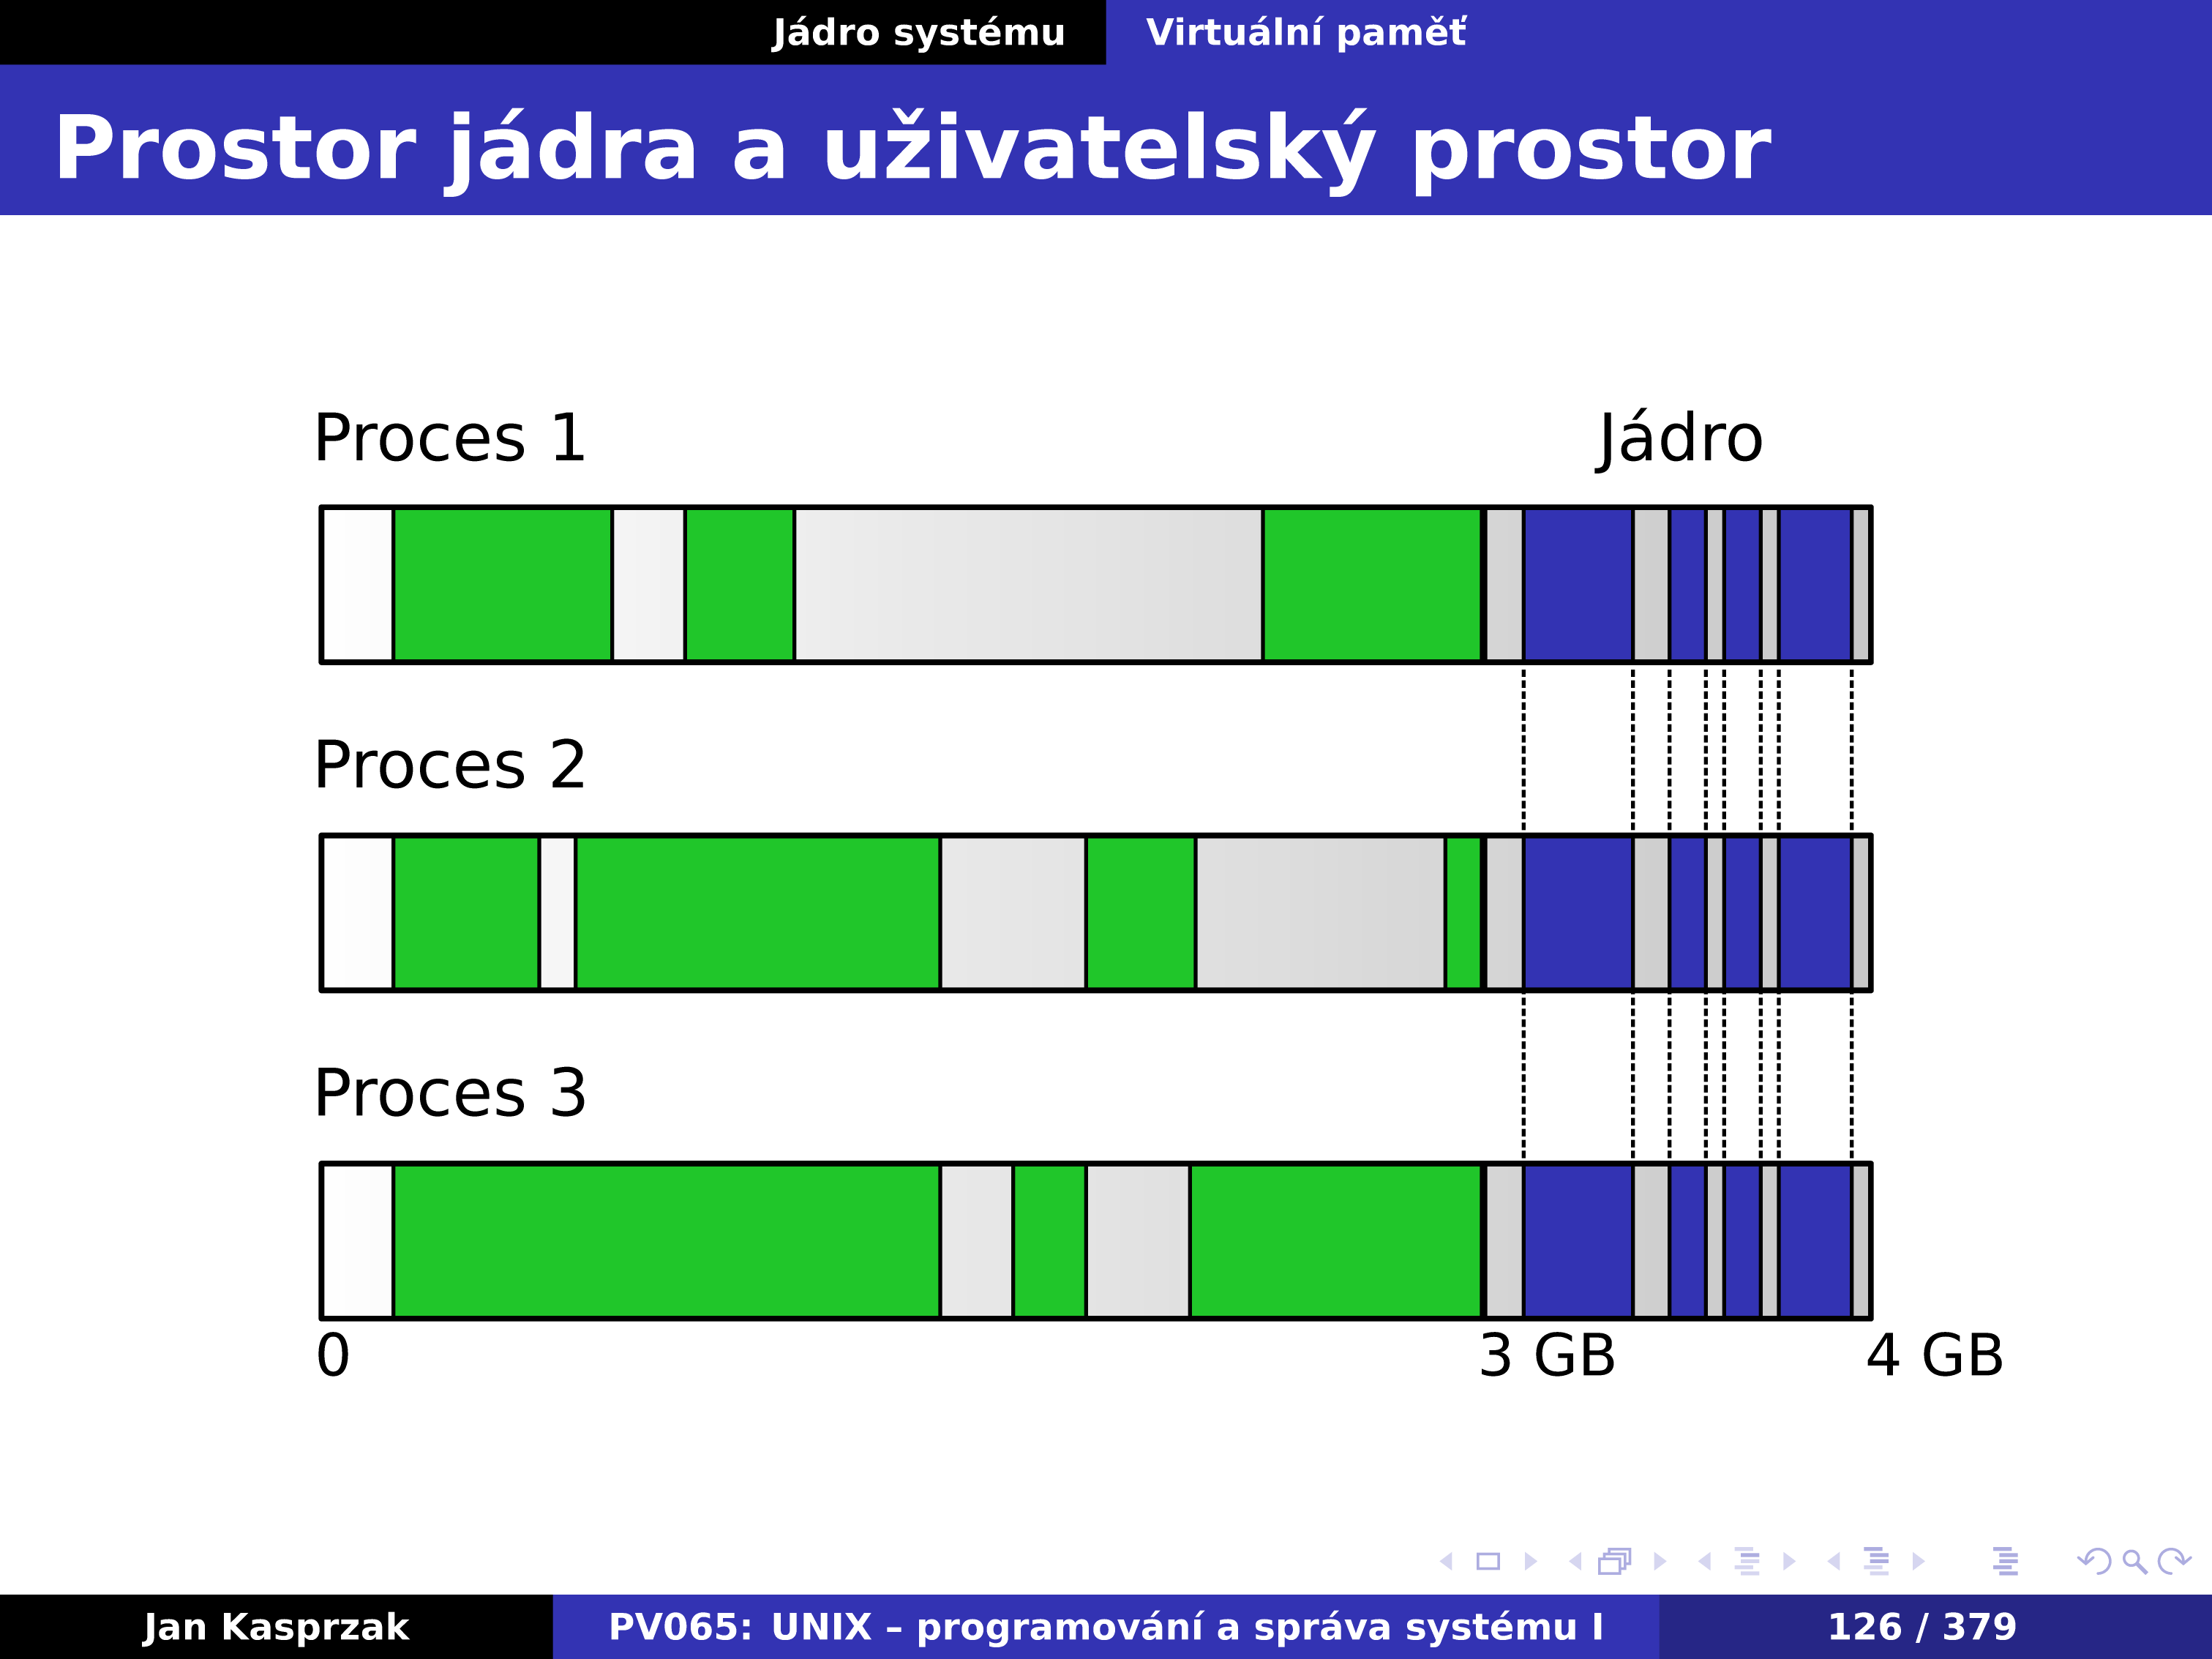 Jádro systému Virtuální paměť
Prostor jádra a uživatelský prostor
Proces 1 Jádro
Proces 2
Proces 3
0 3 GB 4 GB
Jan Kasprzak PV065: UNIX – programování a správa systému I 126 / 379